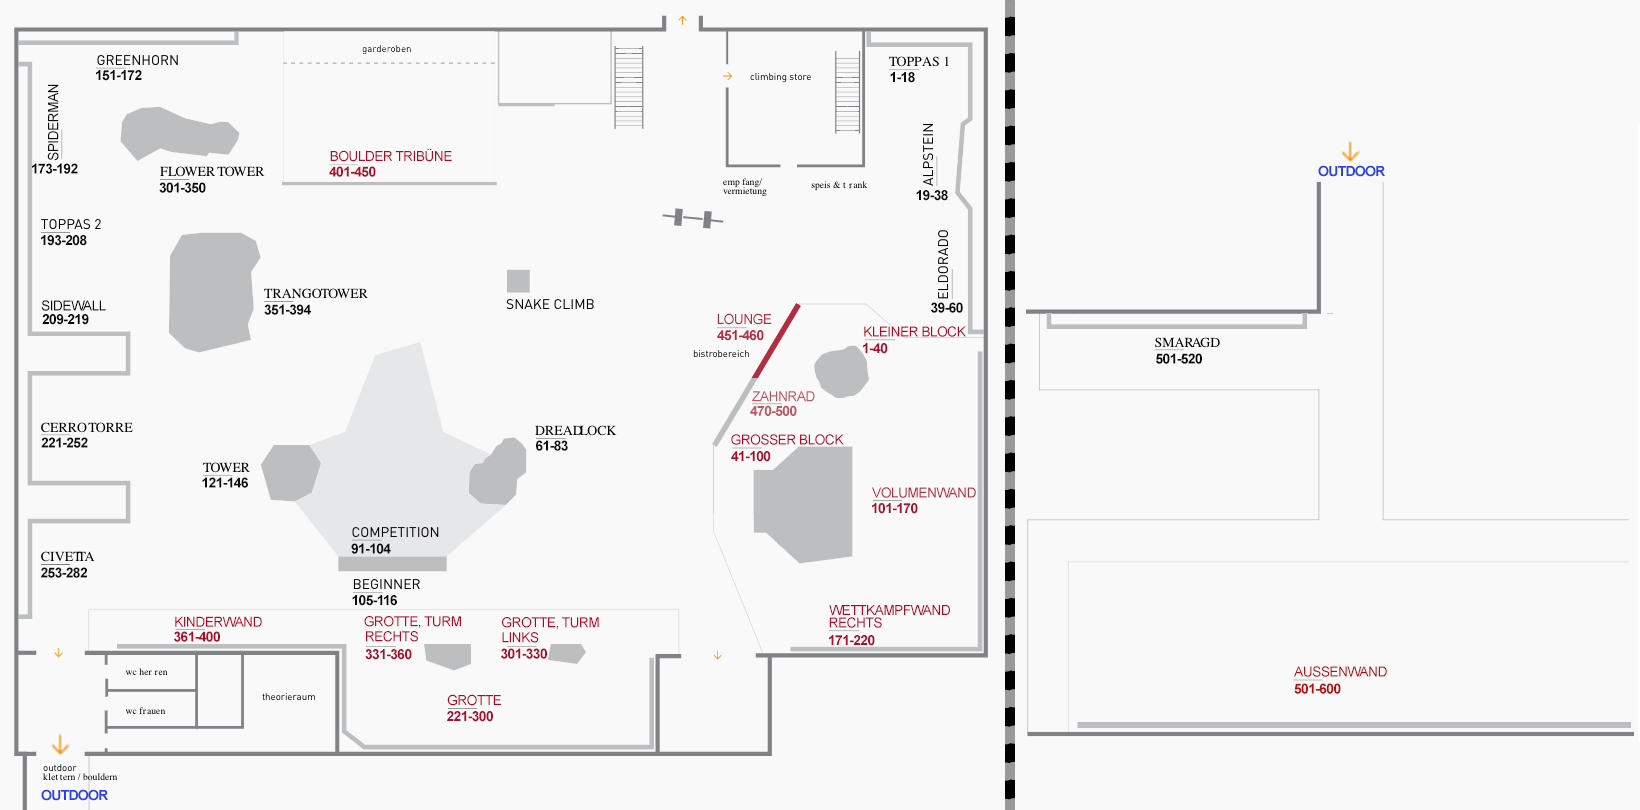 garderoben
GREENHORN
151-172
climbing store
TOPPAS 1
1-18
SPIDERMAN
173-192
FLOWER TOWER
301-350
BOULDER TRIBÜNE
401-450
emp fang/
vermietung
speis & t rank
ALPSTEIN
19-38
TOPPAS 2
193-208
ELDORADO
39-60
TRANGOTOWER
351-394
SNAKE CLIMB
SIDEWALL
209-219
LOUNGE
451-460
bistrobereich
KLEINER BLOCK
1-40
ZAHNRAD
470-500
CERRO TORRE
221-252
DREADLOCK
61-83
GROSSER BLOCK
41-100
TOWER
121-146
VOLUMENWAND
101-170
COMPETITION
91-104
CIVETTA
253-282
BEGINNER
105-116
KINDERWAND
361-400
GROTTE, TURM
RECHTS
331-360
GROTTE, TURM
LINKS
301-330
WETTKAMPFWAND
RECHTS
171-220
wc her ren
wc frauen
theorieraum
GROTTE
221-300
outdoor
klet tern / bouldern
OUTDOOR
OUTDOOR
SMARAGD
501-520
AUSSENWAND
501-600